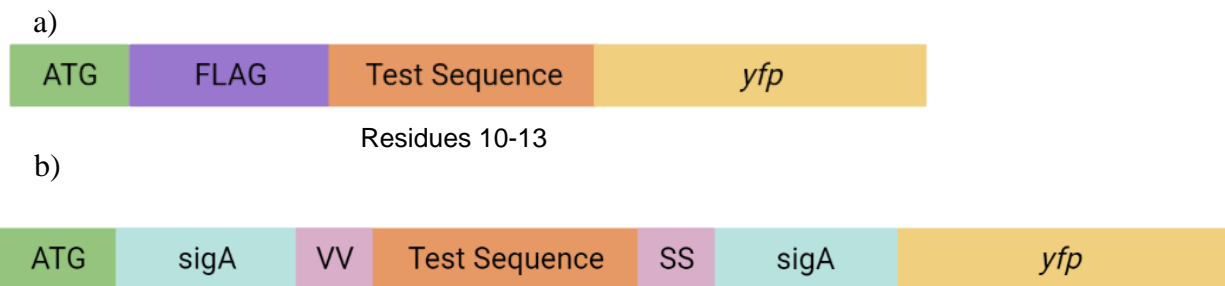 a)
ATG FLAG Test Sequence yfp
Residues 10-13
b)
ATG sigA VV Test Sequence SS sigA yfp